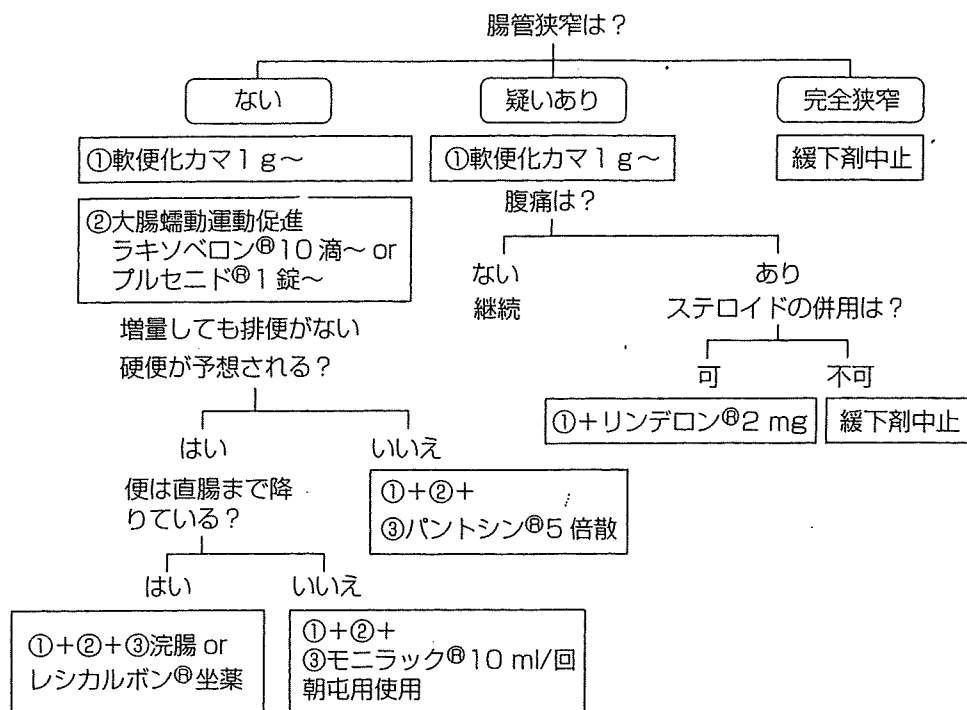 腸管狭窄は？
ない
疑いあり
完全狭窄
①軟便化カマ1g～
①軟便化カマ1g～
緩下剤中止
②大腸蠕動運動促進
ラキソベロン®10滴～or
プルセニド®1錠～
腹痛は？
ない
継続
あり
ステロイドの併用は？
可
不可
①＋リンデロン®2 mg
緩下剤中止
増量しても排便がない
硬便が予想される？
はい
いいえ
便は直腸まで降
りている？
①＋②＋
③パントシン®5倍散
はい
いいえ
①＋②＋③浣腸 or
レシカルボン®坐薬
①＋②＋
③モニラック®10 ml/回
朝屯用使用